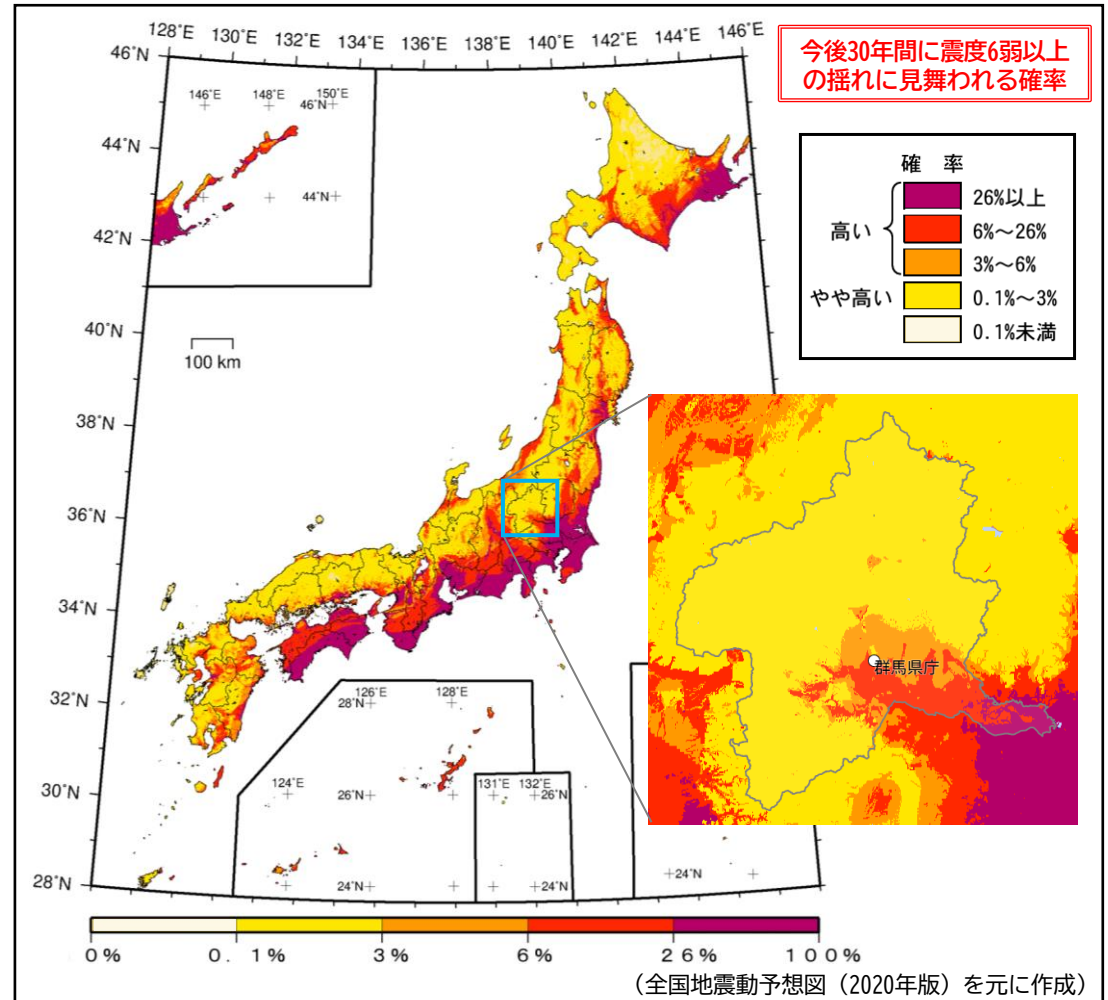 128°E 130°E 132°E 134°E 136°E 138°E 140°E 142°E 144°E 146°E
46°N
44°N
42°N
40°N
38°N
36°N
34°N
32°N
30°N
28°N
今後30年間に震度6弱以上
の揺れに見舞われる確率
146°E 148°E 150°E
46°N
44°N
確 率
高い
26%以上
6%～26%
3%～6%
やや高い 0.1%～3%
0.1%未満
100 km
群馬県庁
126°E 128°E
28°N
124°E
26°N
24°N
131°E 132°E
26°N
24°N
24°N
0% 0.1% 3% 6% 26% 100%
(全国地震動予想図（2020年版）を元に作成)